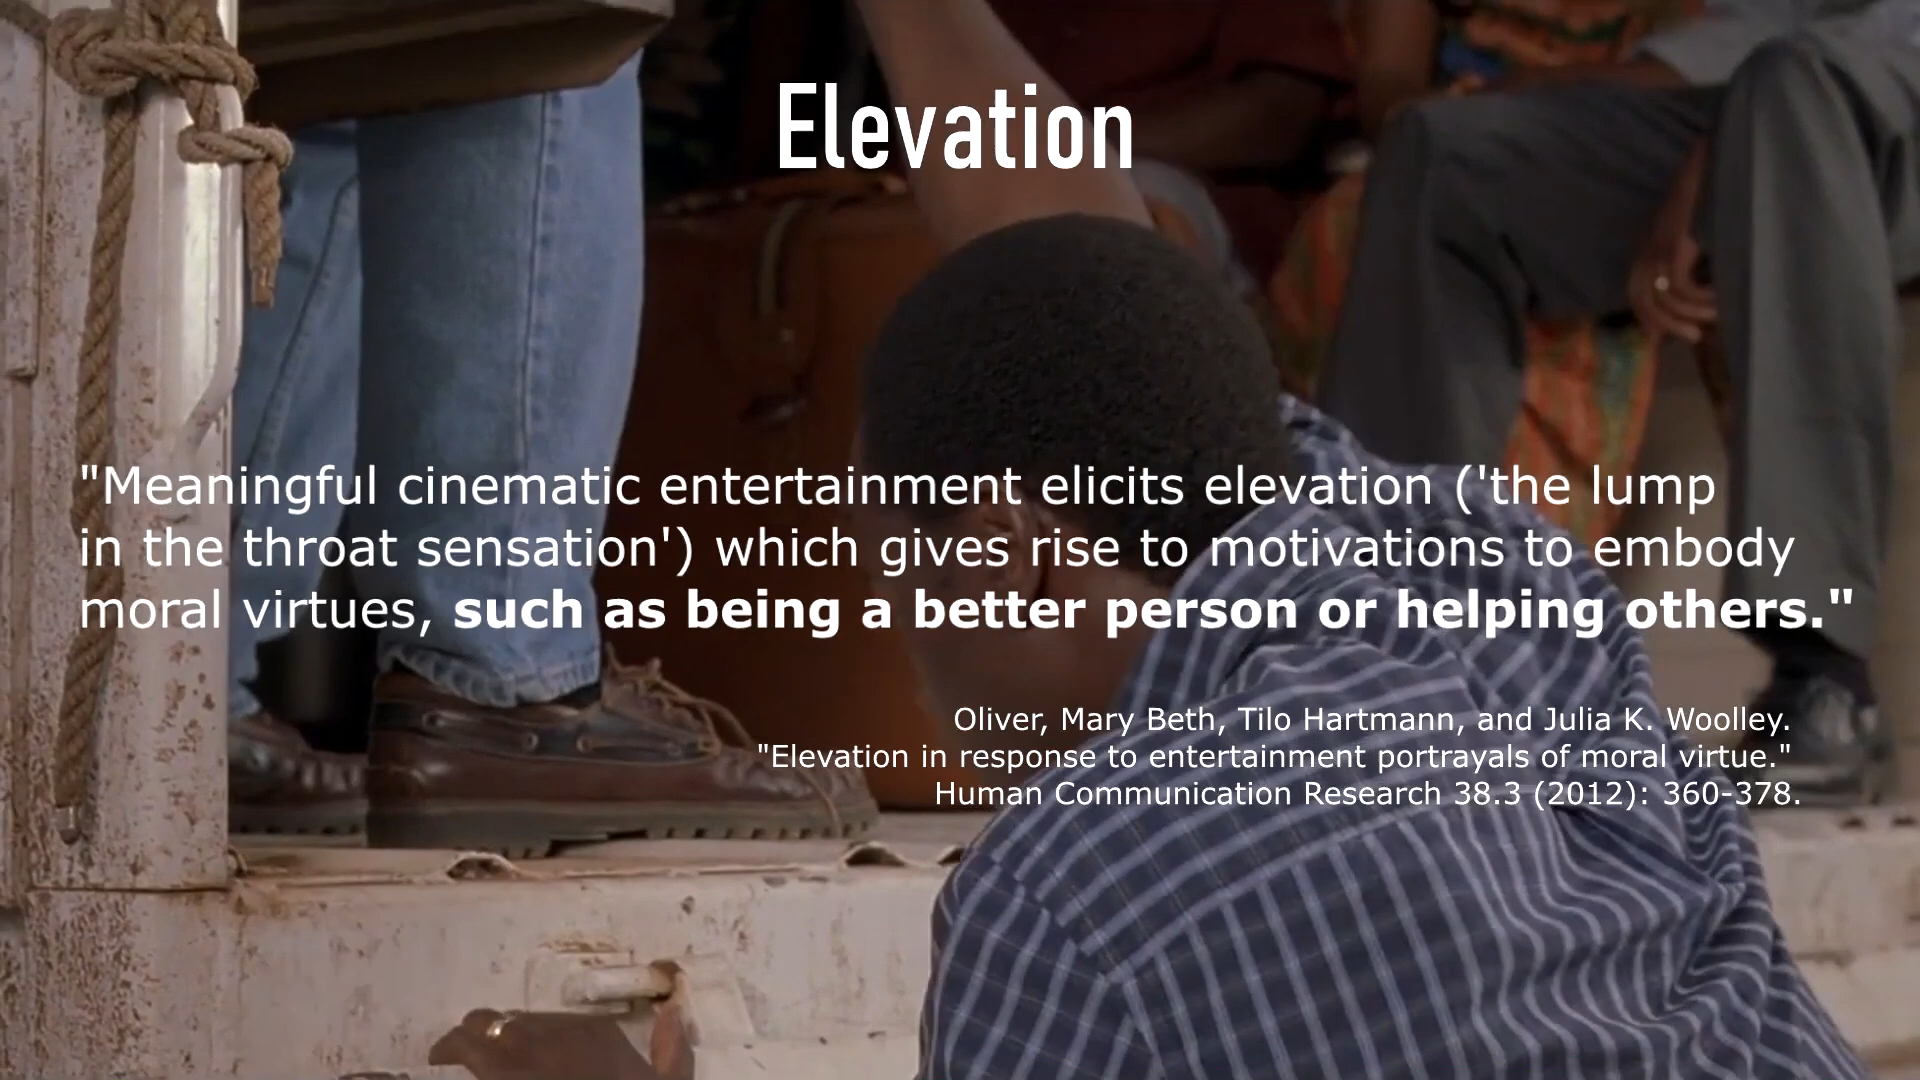 Elevation
"Meaningful cinematic entertainment elicits elevation ('the lump
in the throat sensation') which gives rise to motivations to embody
moral virtues, such as being a better person or helping others."
Oliver, Mary Beth, Tilo Hartmann, and Julia K. Woolley.
"Elevation in response to entertainment portrayals of moral virtue."
Human Communication Research 38.3 (2012): 360-378.